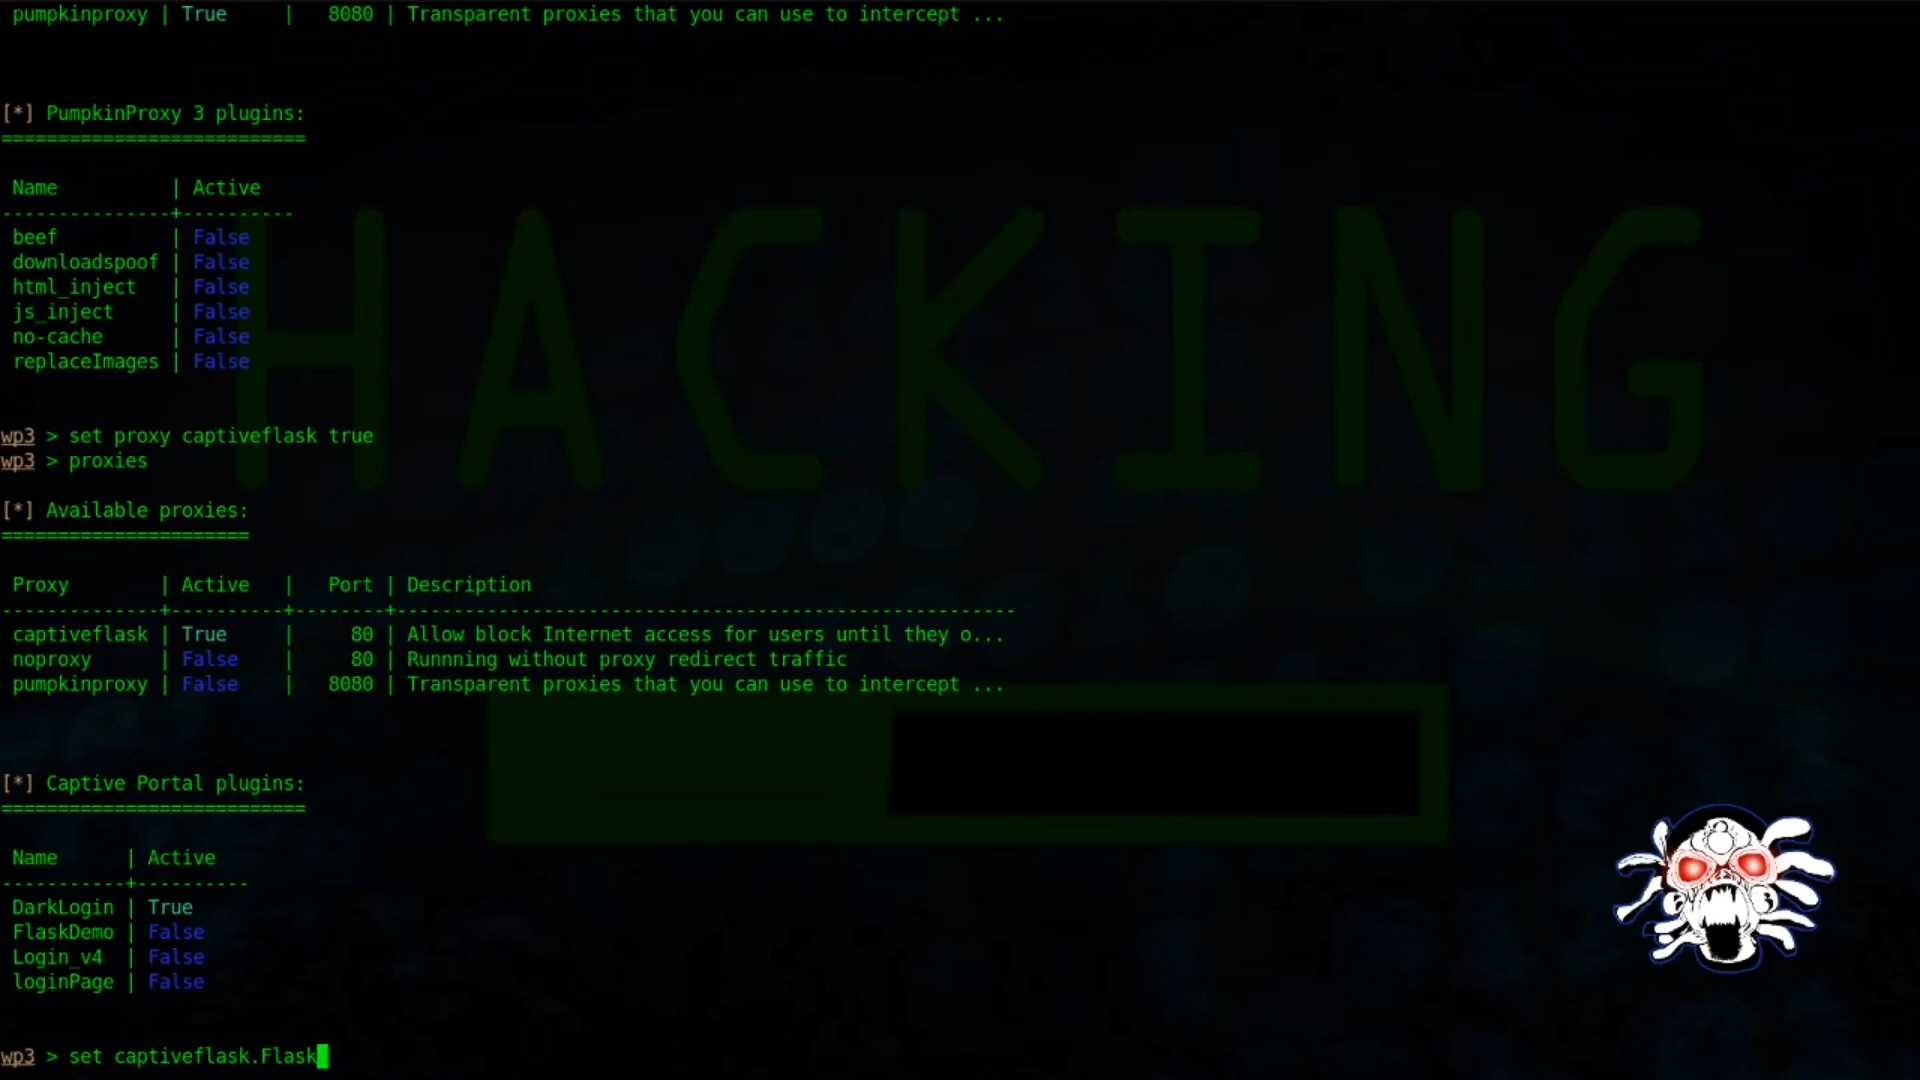 pumpkinproxy | True | 8080 | Transparent proxies that you can use to intercept ...
[*] PumpkinProxy 3 plugins:
===========================
Name | Active
---------------+----------
beef | False
downloadspoof | False
html_inject | False
js_inject | False
no-cache | False
replaceImages | False
HACKING
wp3 > set proxy captiveflask true
wp3 > proxies
[*] Available proxies:
======================
Proxy | Active | Port | Description
--------------+----------+--------+-------------------------------------------------------
captiveflask | True | 80 | Allow block Internet access for users until they o...
noproxy | False | 80 | Runnning without proxy redirect traffic
pumpkinproxy | False | 8080 | Transparent proxies that you can use to intercept ...
[*] Captive Portal plugins:
===========================
Name | Active
-----------+----------
DarkLogin | True
FlaskDemo | False
Login_v4 | False
loginPage | False
wp3 > set captiveflask.Flask